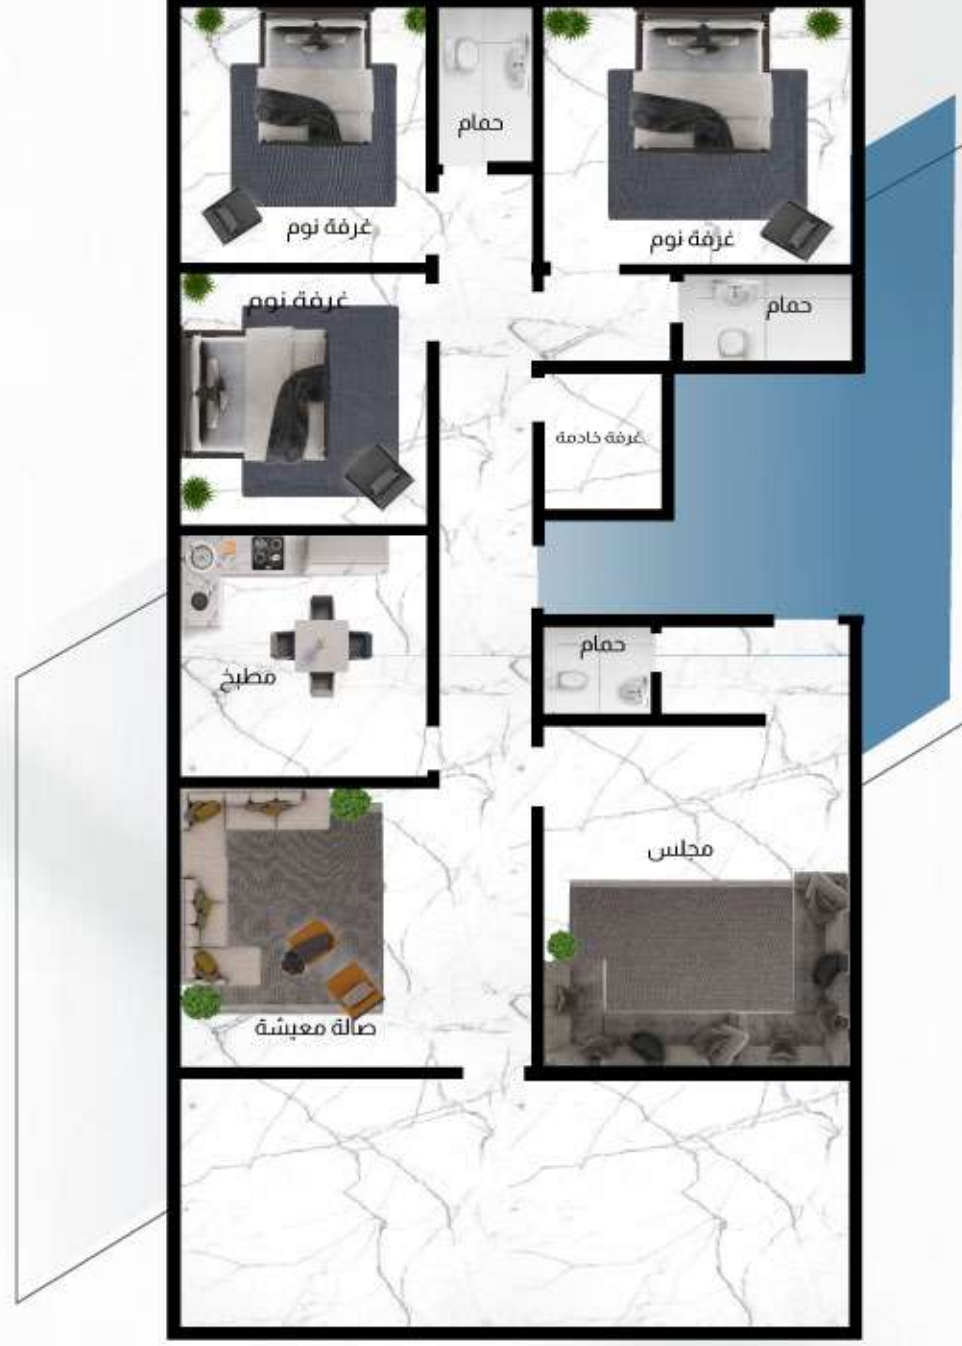 حمام
غرفة نوم
غرفة نوم
حمام
غرفة نوم
غرفة خادمة
حمام
مطبخ
مجلس
صالة معيشة